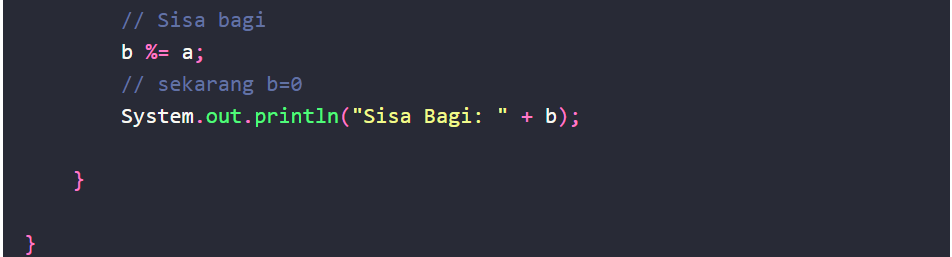 // Sisa bagi
b %= a;
// sekarang b=0
System.out.println("Sisa Bagi: " + b);
}
}